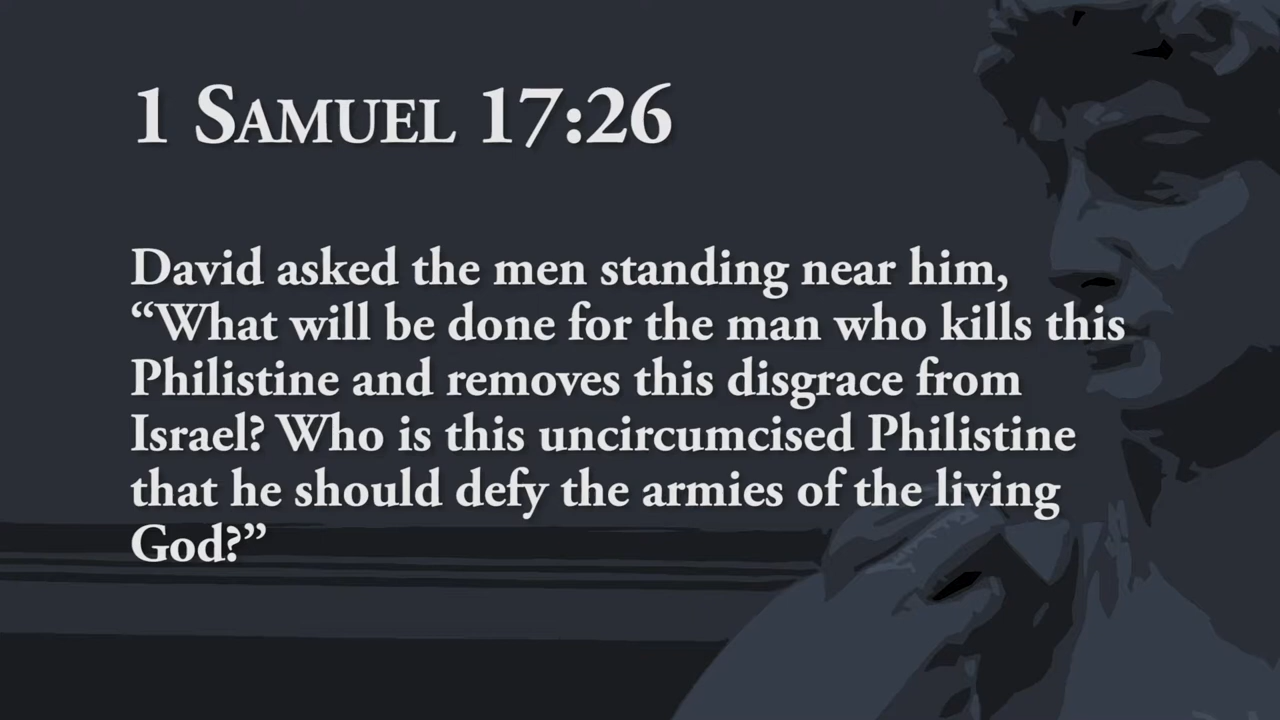 1 Samuel 17:26
David asked the men standing near him,
“What will be done for the man who kills this
Philistine and removes this disgrace from
Israel? Who is this uncircumcised Philistine
that he should defy the armies of the living
God?”